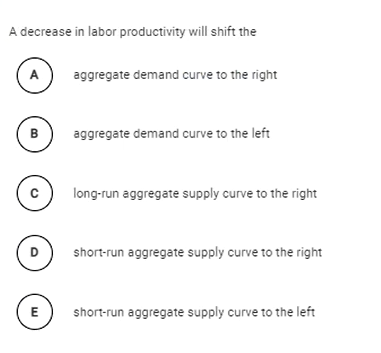 A decrease in labor productivity will shift the
A aggregate demand curve to the right
B aggregate demand curve to the left
C long-run aggregate supply curve to the right
D short-run aggregate supply curve to the right
E short-run aggregate supply curve to the left